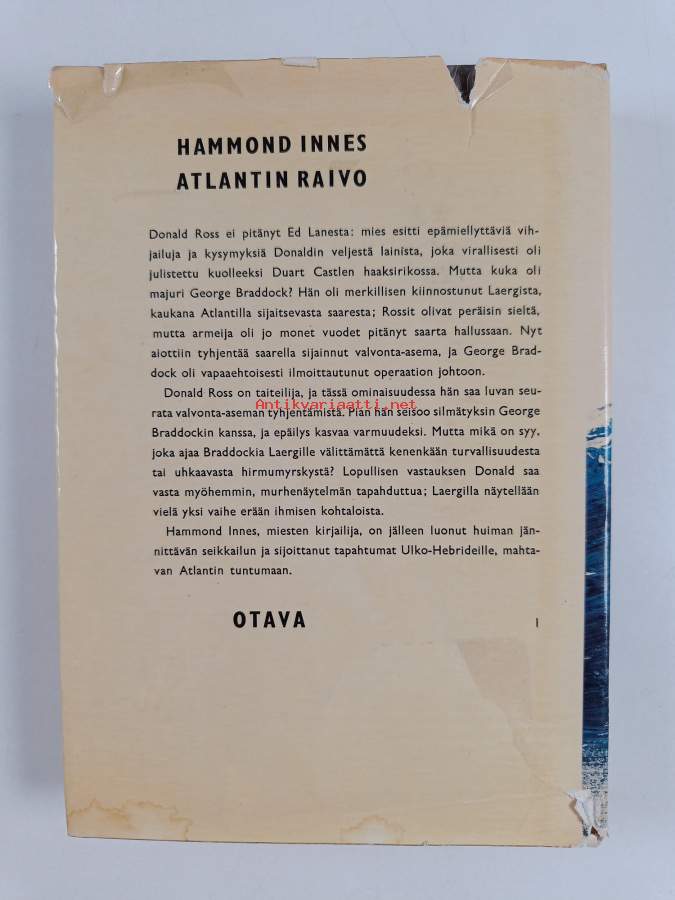 HAMMOND INNES
ATLANTIN RAIVO
Donald Ross ei pitänyt Ed Lanesta: mies esitti epämiellyttäviä vih-
jailuja ja kysymyksiä Donaldin veljestä Iainista, joka virallisesti oli
julistettu kuolleeksi Duart Castlen haaksirikossa. Mutta kuka oli
majuri George Braddock? Hän oli merkillisen kiinnostunut Laergista,
kaukana Atlantilla sijaitsevasta saaresta; Rossit olivat peräisin sieltä,
mutta armeija oli jo monet vuodet pitänyt saarta hallussaan. Nyt
aiottiin tyhjentää saarella sijainnut valvonta-asema, ja George Brad-
dock oli vapaaehtoisesti ilmoittautunut operaation johtoon.
Donald Ross on taiteilija, ja tässä ominaisuudessa hän saa luvan seu-
rata valvonta-aseman tyhjentämistä. Pian hän seisoo silmätyksin George
Antikvariaatti.net
Braddockin kanssa, ja epäilys kasvaa varmuudeksi. Mutta mikä on syy,
joka ajaa Braddockia Laergille välittämättä kenenkään turvallisuudesta
tai uhkaavasta hirmumyrskystä? Lopullisen vastauksen Donald saa
vasta myöhemmin, murhenäytelmän tapahduttua; Laergilla näytellään
vielä yksi vaihe erään ihmisen kohtaloista.
Hammond Innes, miesten kirjailija, on jälleen luonut huiman jän-
nittävän seikkailun ja sijoittanut tapahtumat Ulko-Hebrideille, mahta-
van Atlantin tuntumaan.
OTAVA
I